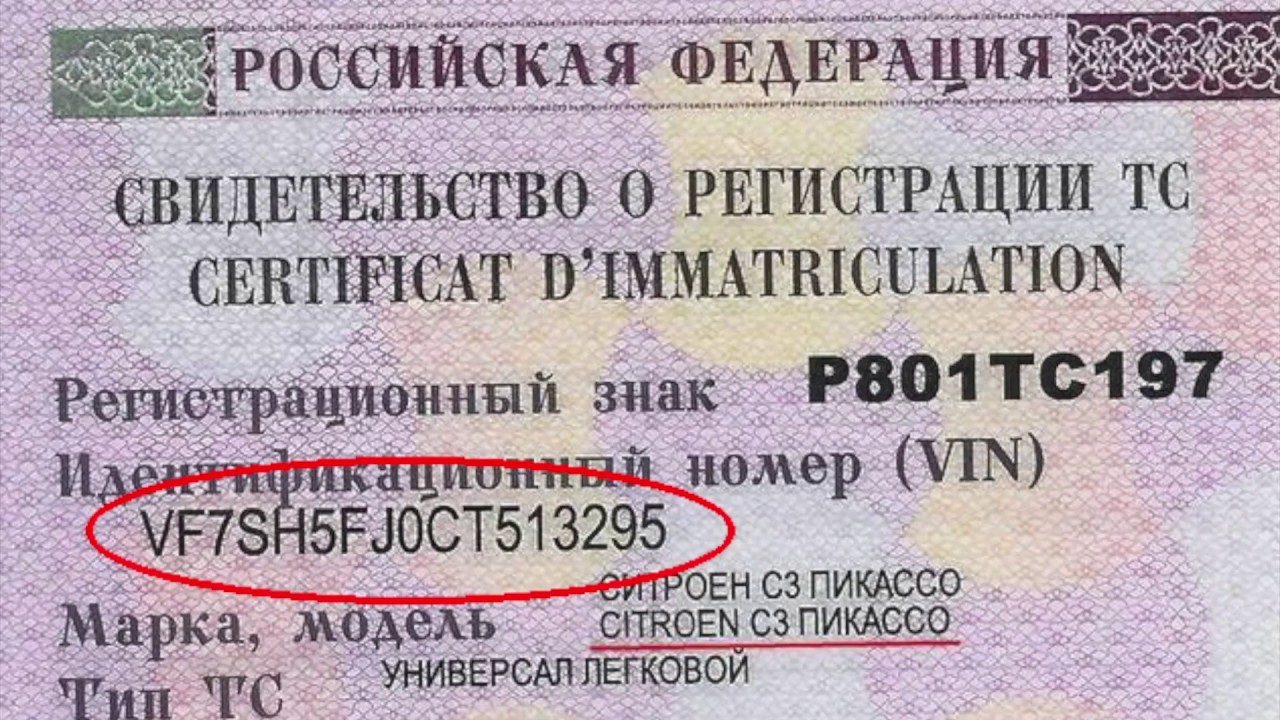 РОССИЙСКАЯ ФЕДЕРАЦИЯ
СВИДЕТЕЛЬСТВО О РЕГИСТРАЦИИ ТС
CERTIFICAT D'IMMATRICULATION
Регистрационный знак Р801ТС197
Идентификационный номер (VIN)
VF7SH5FJ0CT513295
СИТРОЕН С3 ПИКАССО
Марка, модель CITROEN C3 ПИКАССО
УНИВЕРСАЛ ЛЕГКОВОЙ
Тип ТС